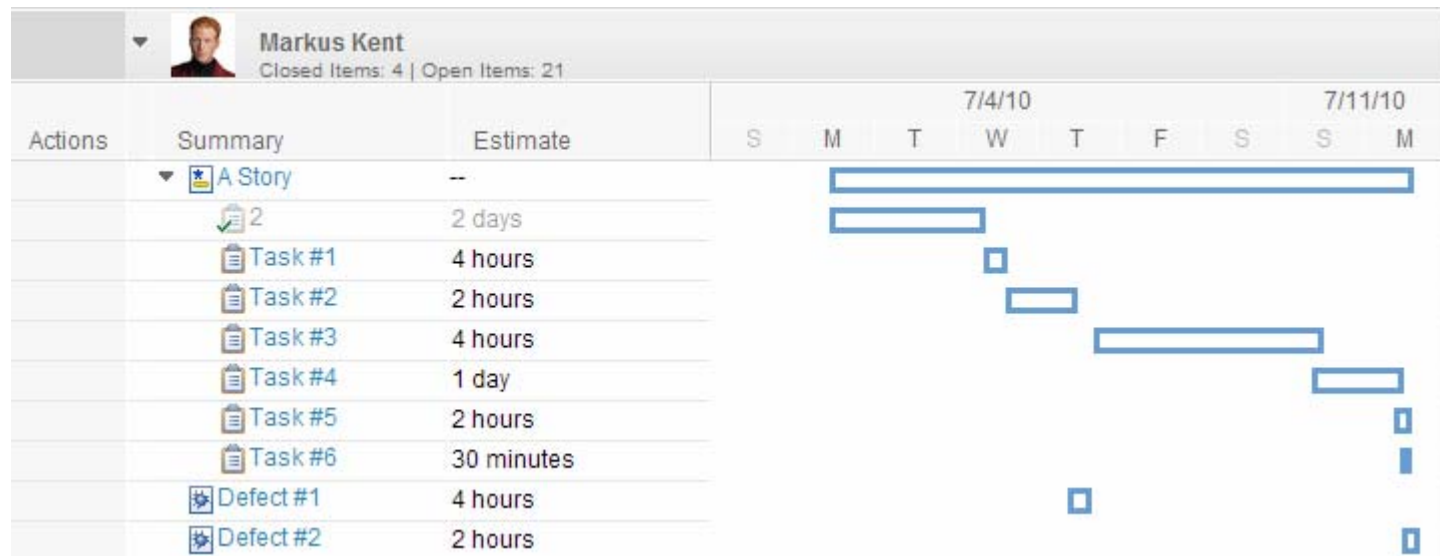 Markus Kent
Closed Items: 4 | Open Items: 21
7/4/10 7/11/10
Actions Summary Estimate S M T W T F S S M
A Story --
2 2 days
Task #1 4 hours
Task #2 2 hours
Task #3 4 hours
Task #4 1 day
Task #5 2 hours
Task #6 30 minutes
Defect #1 4 hours
Defect #2 2 hours